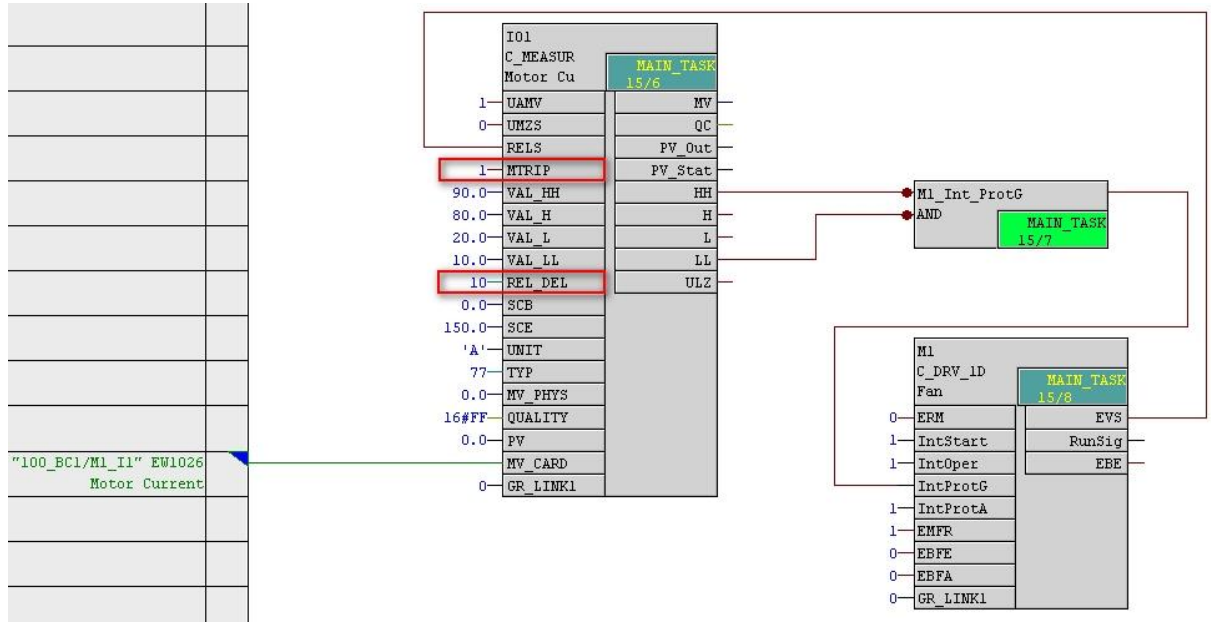 I01
C_MEASUR
Motor Cu
MAIN_TASK
15/6
1 UAMV MV
0 UMZS QC
RELS PV_Out
1 MTRIP PV_Stat
90.0 VAL_HH HH
80.0 VAL_H H
20.0 VAL_L L
10.0 VAL_LL LL
10 REL_DEL ULZ
0.0 SCB
150.0 SCE
'A' UNIT
77 TYP
0.0 MV_PHYS
16#FF QUALITY
0.0 PV
"100_BC1/M1_I1" EW1026 MV_CARD
Motor Current
0 GR_LINK1
M1_Int_ProtG
AND
MAIN_TASK
15/7
M1
C_DRV_1D
Fan
MAIN_TASK
15/8
0 ERM EVS
1 IntStart RunSig
1 IntOper EBE
IntProtG
1 IntProtA
1 EMFR
0 EBFE
0 EBFA
0 GR_LINK1